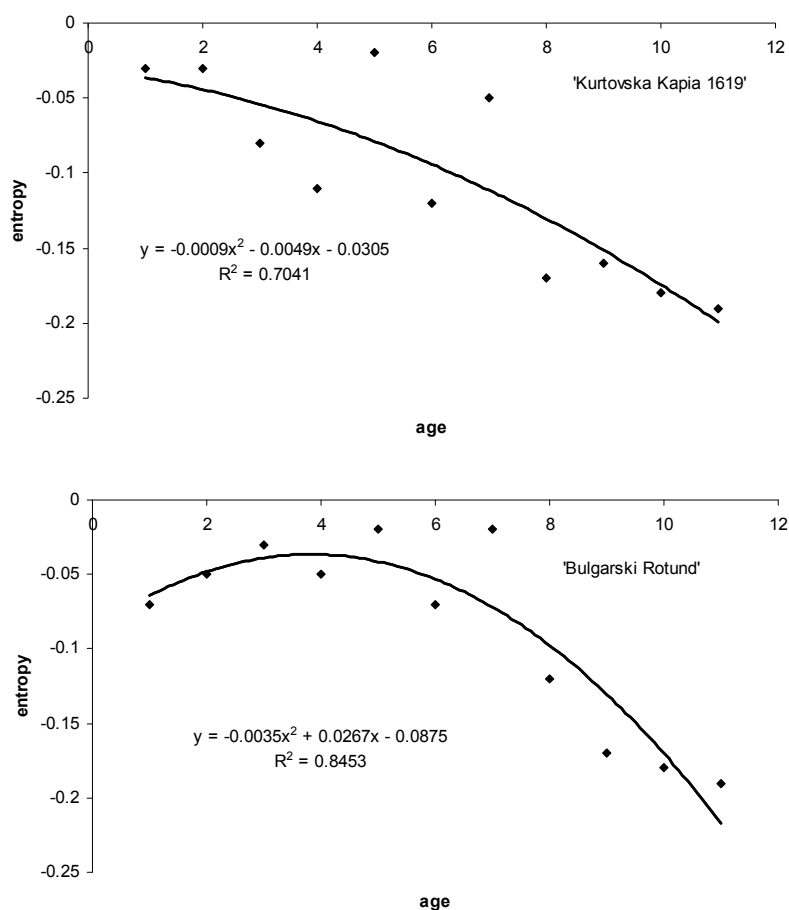 0
0 2 4 6 8 10 12
-0.05
'Kurtovska Kapia 1619'
-0.1
entropy
-0.15
y = -0.0009x² - 0.0049x - 0.0305
R² = 0.7041
-0.2
-0.25
age
0
0 2 4 6 8 10 12
-0.05
'Bulgarski Rotund'
-0.1
entropy
-0.15
y = -0.0035x² + 0.0267x - 0.0875
R² = 0.8453
-0.2
-0.25
age